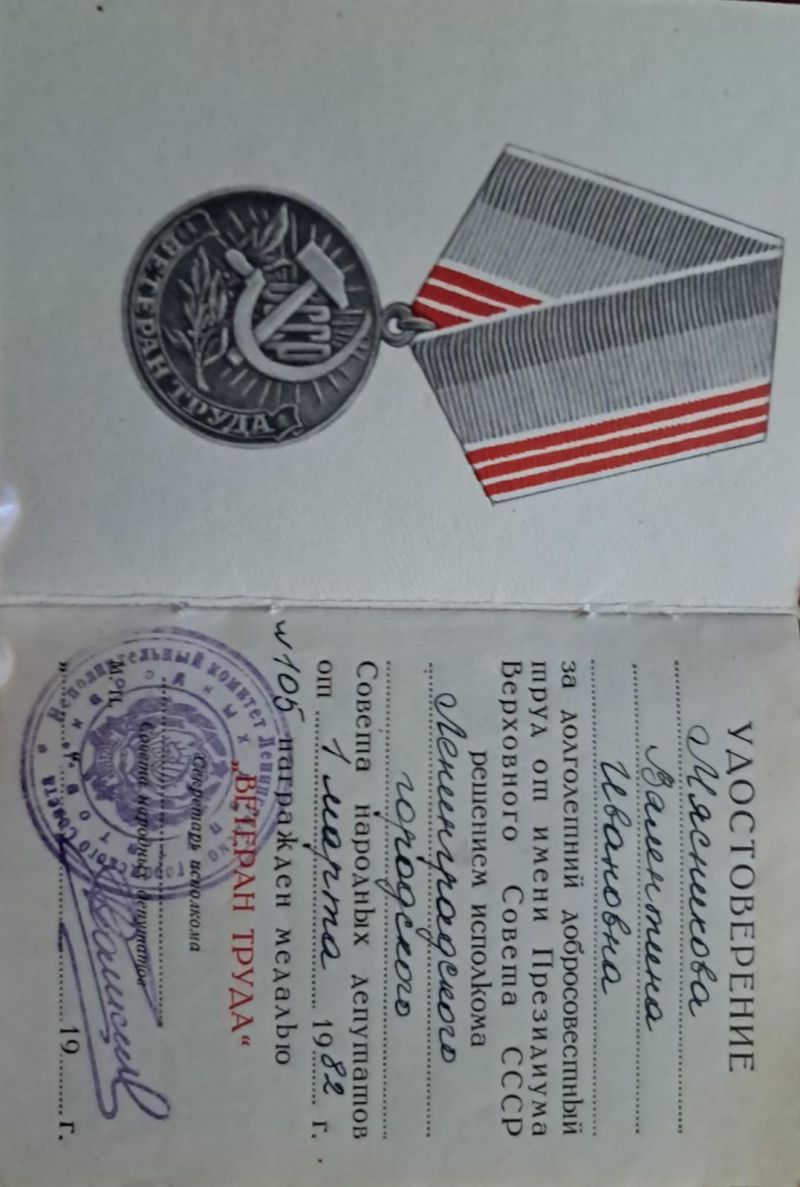 СССР
ВЕТЕРАН ТРУДА
УДОСТОВЕРЕНИЕ
Мясникова
Валентина
Ивановна
за долголетний добросовестный
труд от имени Президиума
Верховного Совета СССР
решением исполкома
Ленинградского
городского
Совета народных депутатов
от 1 марта 1982 г.
N 105 награжден медалью
„ВЕТЕРАН ТРУДА“
Секретарь исполкома
Совета народных депутатов
М.П.
19 г.
Исполнительный комитет